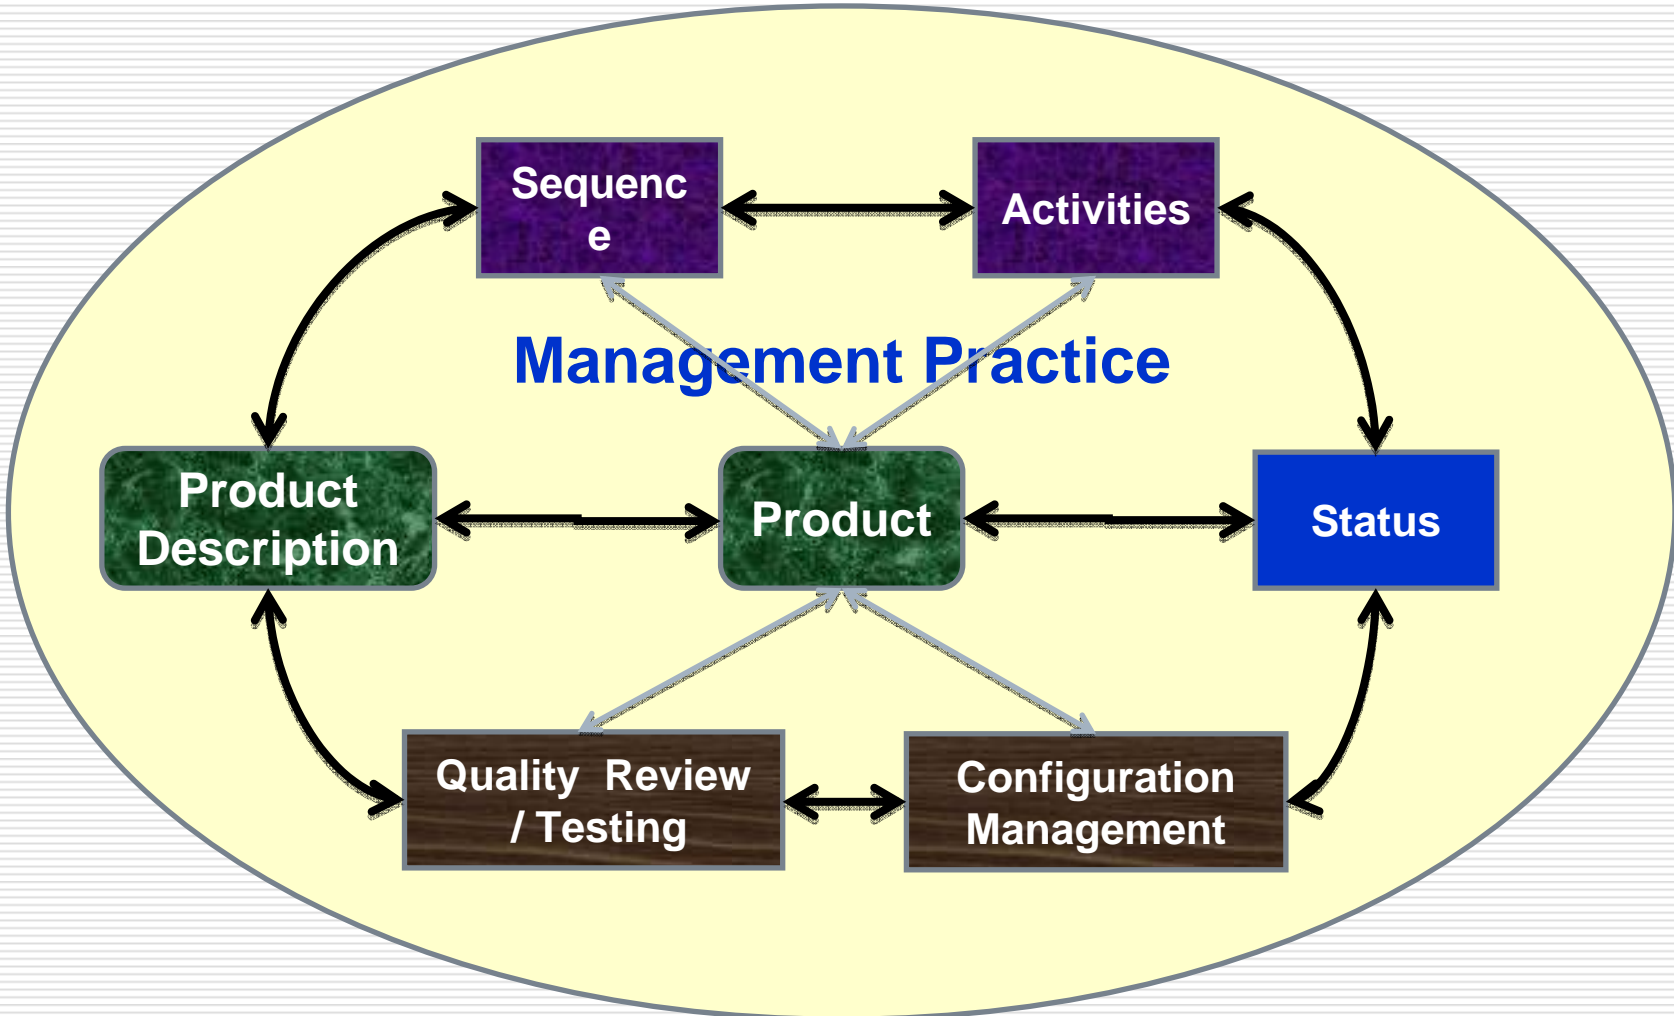 Sequenc
e
Activities
Management Practice
Product
Description
Product
Status
Quality Review
/ Testing
Configuration
Management